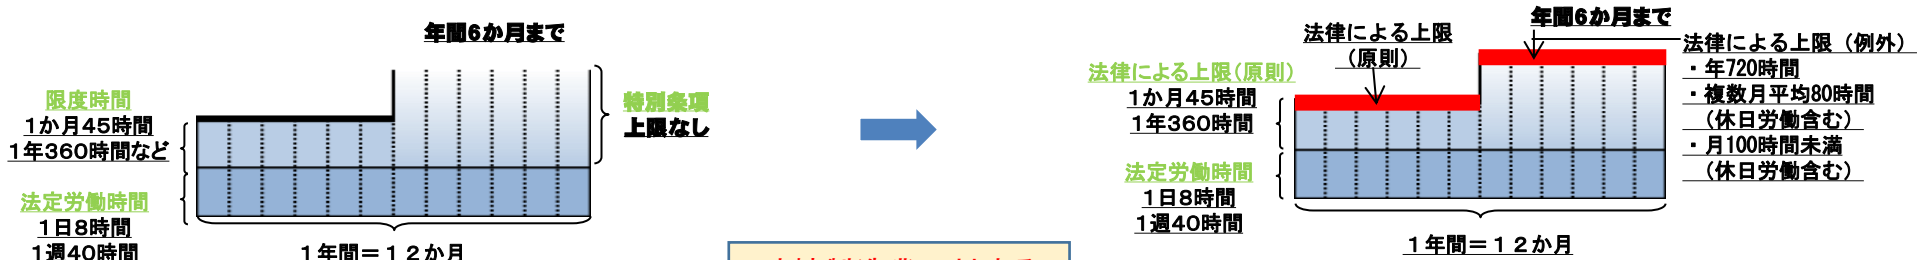 年間6か月まで
限度時間
1か月45時間
1年360時間など
特別条項
上限なし
法定労働時間
1日8時間
1週40時間
1年間＝12か月
年間6か月まで
法律による上限
（原則）
法律による上限（例外）
・年720時間
・複数月平均80時間
（休日労働含む）
・月100時間未満
（休日労働含む）
法律による上限（原則）
1か月45時間
1年360時間
法定労働時間
1日8時間
1週40時間
1年間＝12か月